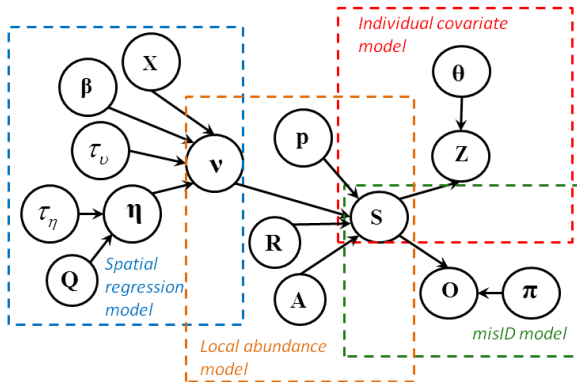 Individual covariate
model
X
θ
β
p
τ_υ
ν
Z
τ_η
η
S
R
Q
Spatial
regression
model
A
O
π
misID model
Local abundance
model